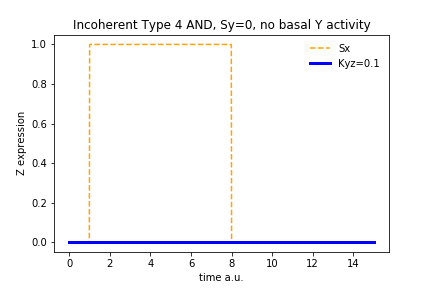 Incoherent Type 4 AND, Sy=0, no basal Y activity
Sx
Kyz=0.1
Z expression
1.0
0.8
0.6
0.4
0.2
0.0
0 2 4 6 8 10 12 14
time a.u.